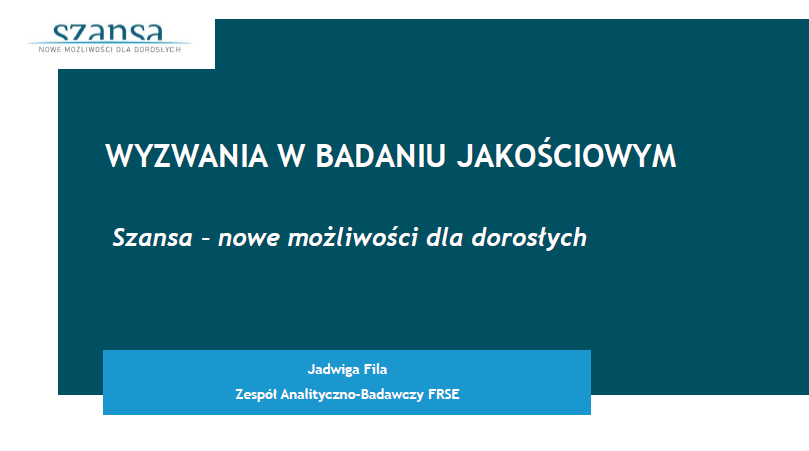 szansa
NOWE MOŻLIWOŚCI DLA DOROSŁYCH
WYZWANIA W BADANIU JAKOŚCIOWYM
Szansa – nowe możliwości dla dorosłych
Jadwiga Fila
Zespół Analityczno-Badawczy FRSE